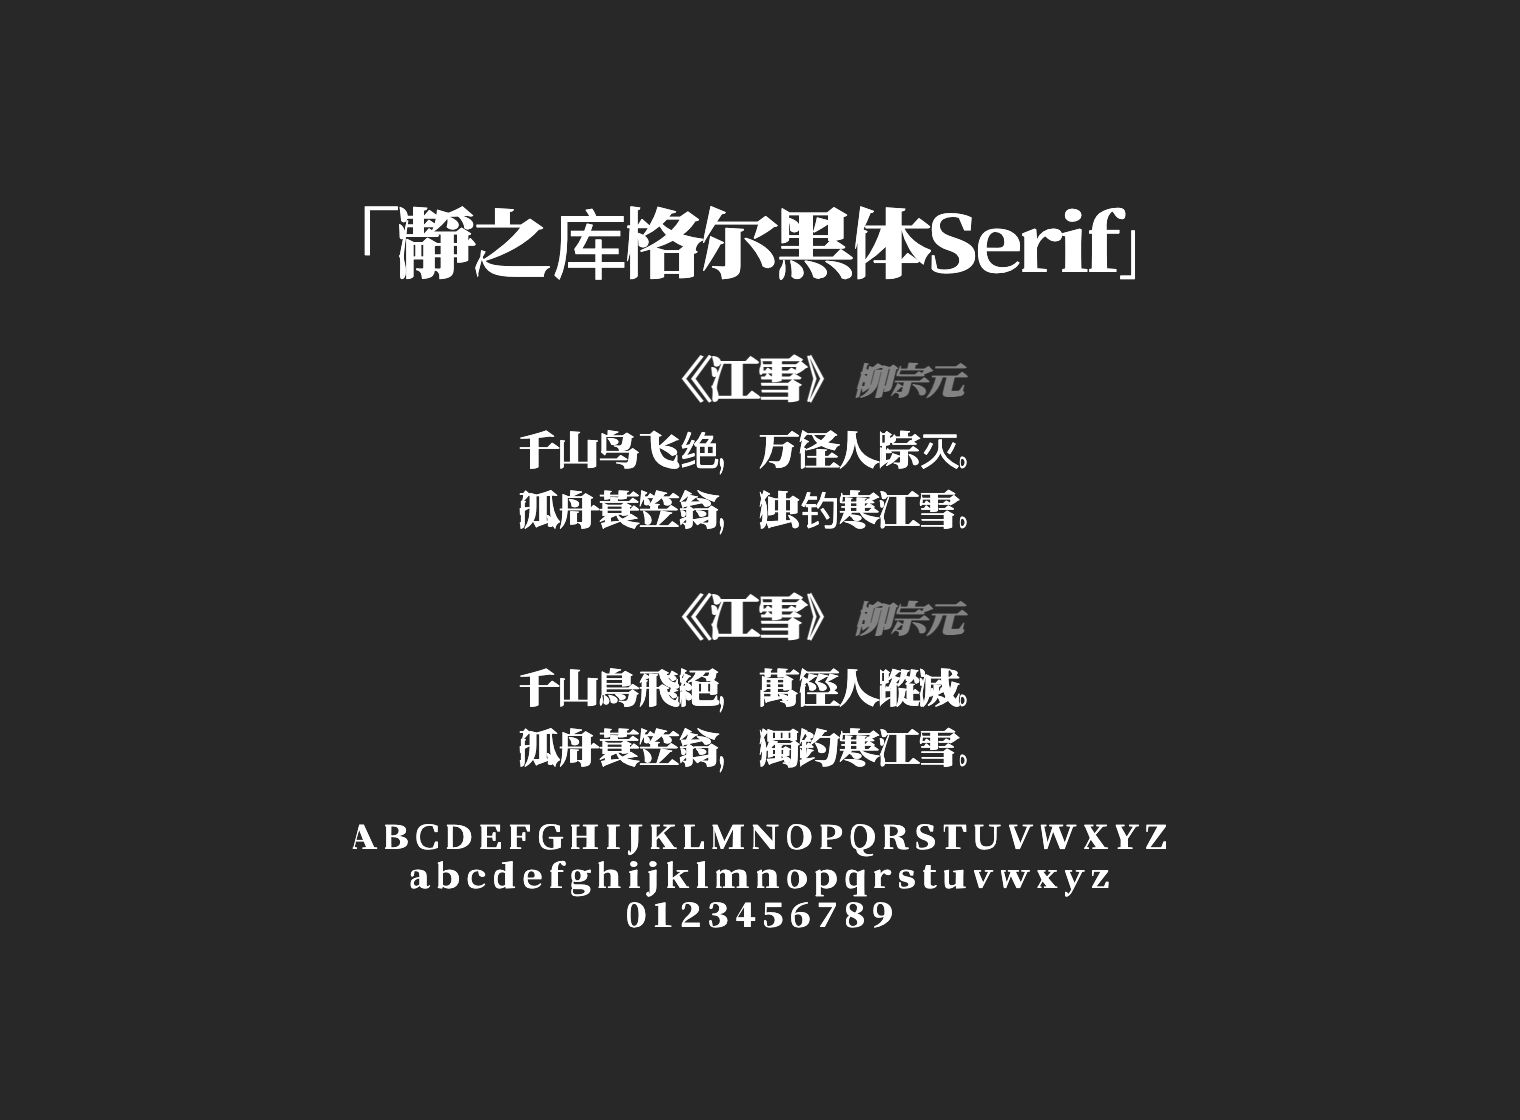 「瀞之库格尔黑体Serif」
《江雪》 柳宗元
千山鸟飞绝，万径人踪灭。
孤舟蓑笠翁，独钓寒江雪。
《江雪》 柳宗元
千山鳥飛絕，萬徑人蹤滅。
孤舟蓑笠翁，獨釣寒江雪。
ABCDEFGHIJKLMNOPQRSTUVWXYZ
abcdefghijklmnopqrstuvwxyz
0123456789